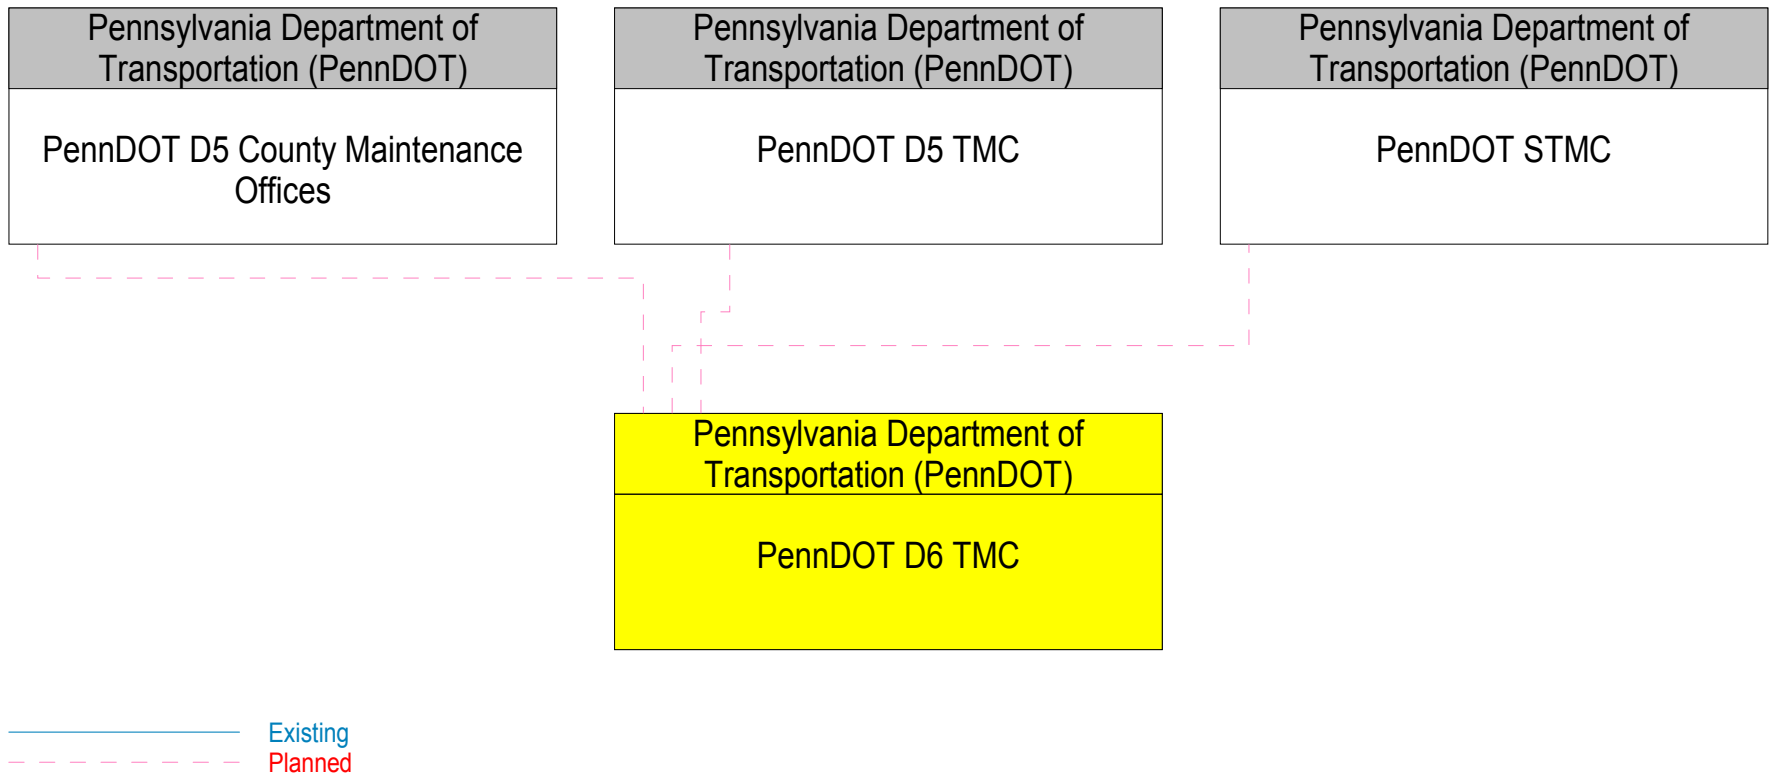 Pennsylvania Department of
Transportation (PennDOT)
PennDOT D5 County Maintenance
Offices
Pennsylvania Department of
Transportation (PennDOT)
PennDOT D5 TMC
Pennsylvania Department of
Transportation (PennDOT)
PennDOT STMC
Pennsylvania Department of
Transportation (PennDOT)
PennDOT D6 TMC
Existing
Planned